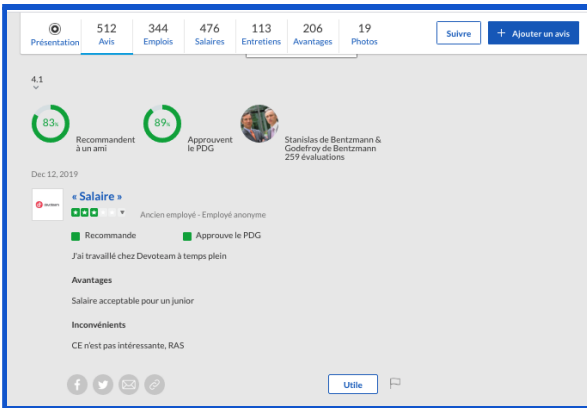 512 344 476 113 206 19
Présentation Avis Emplois Salaires Entretiens Avantages Photos
Suivre
+ Ajouter un avis
4.1
83%
Recommandent
à un ami
89%
Approuvent
le PDG
Stanislas de Bentzmann &
Godefroy de Bentzmann
259 évaluations
Dec 12, 2019
« Salaire »
Ancien employé - Employé anonyme
Recommande Approuve le PDG
J'ai travaillé chez Devoteam à temps plein
Avantages
Salaire acceptable pour un junior
Inconvénients
CE n'est pas intéressante, RAS
Utile